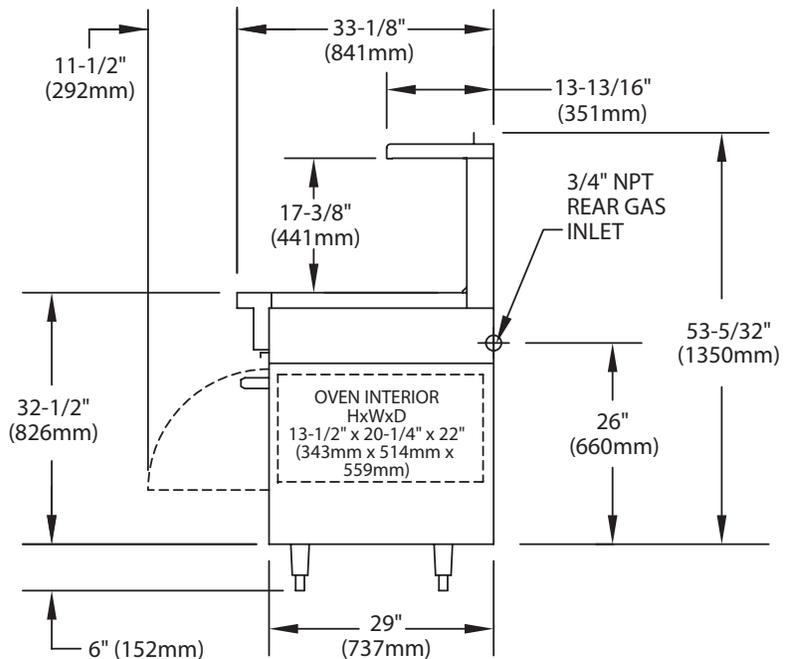 33-1/8"
(841mm)
11-1/2"
(292mm)
13-13/16"
(351mm)
3/4" NPT
REAR GAS
INLET
17-3/8"
(441mm)
53-5/32"
(1350mm)
32-1/2"
(826mm)
OVEN INTERIOR
HxWxD
13-1/2" x 20-1/4" x 22"
(343mm x 514mm x
559mm)
26"
(660mm)
29"
(737mm)
6" (152mm)